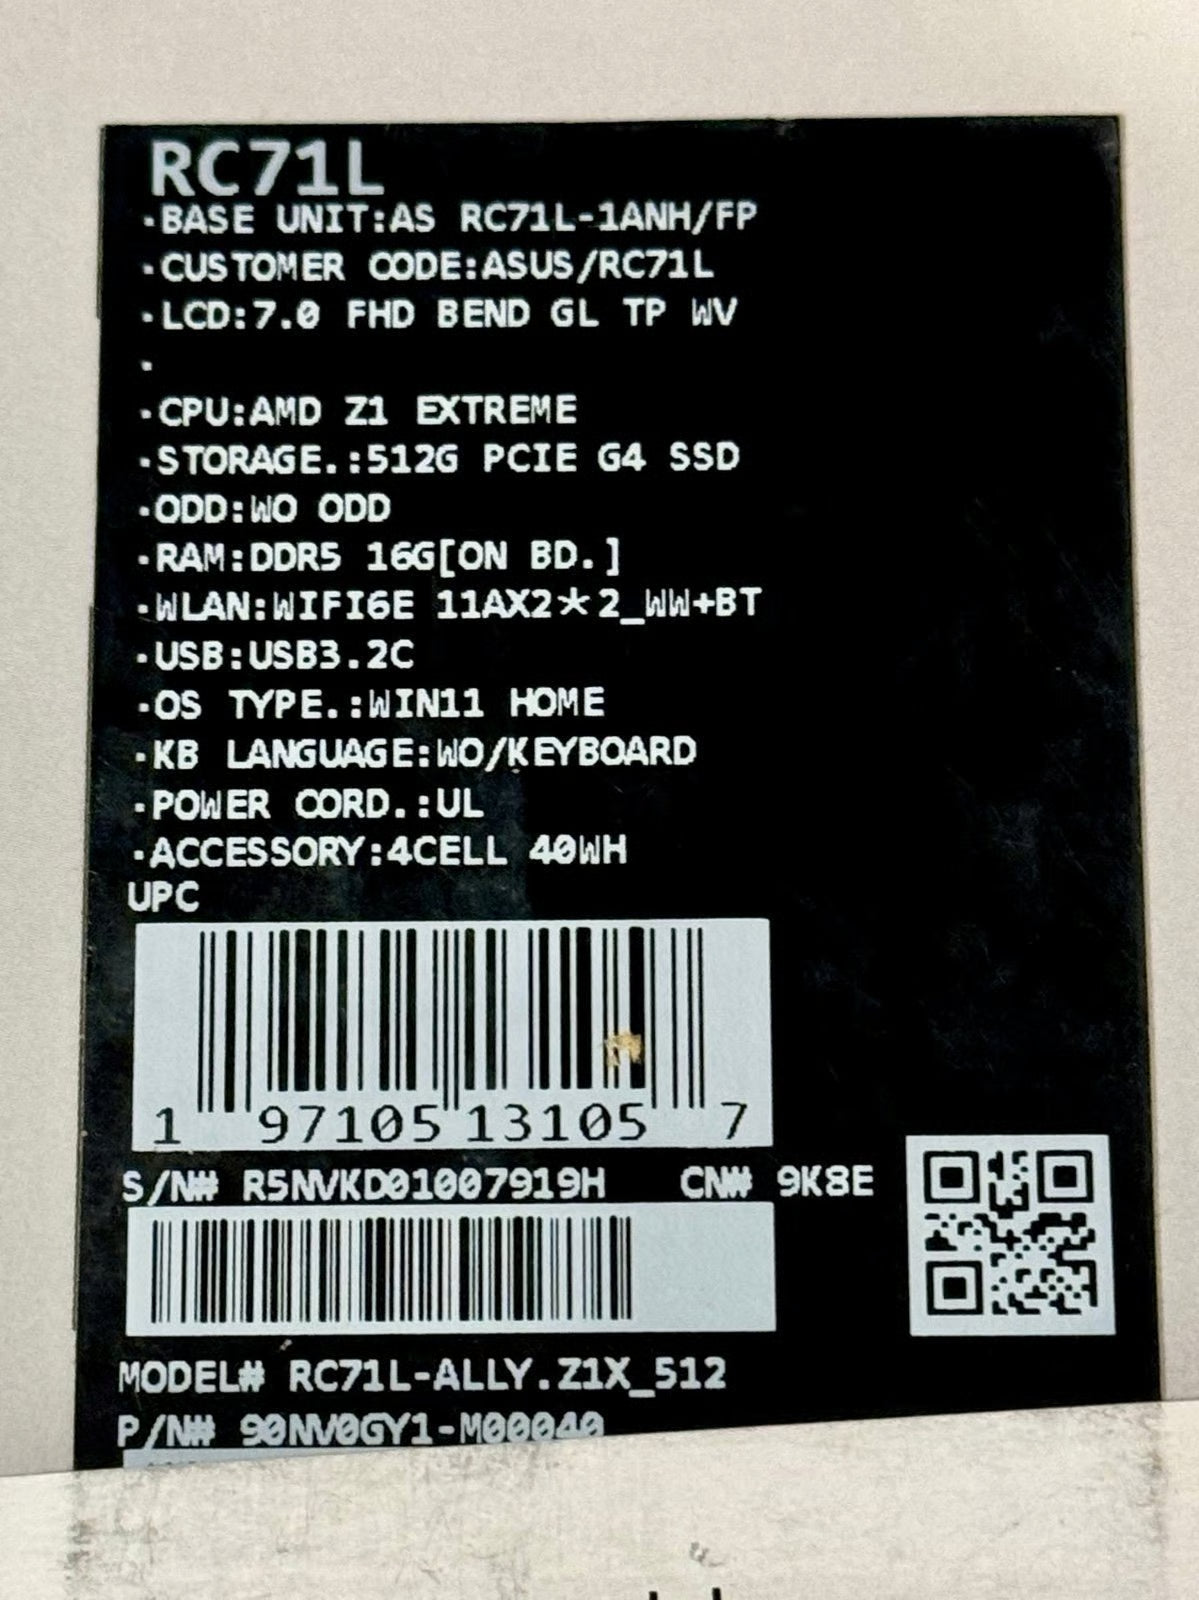 RC71L
·BASE UNIT:AS RC71L-1ANH/FP
·CUSTOMER CODE:ASUS/RC71L
·LCD:7.0 FHD BEND GL TP WV
·
·CPU:AMD Z1 EXTREME
·STORAGE.:512G PCIE G4 SSD
·ODD:WO ODD
·RAM:DDR5 16G[ON BD.]
·WLAN:WIFI6E 11AX2*2_WW+BT
·USB:USB3.2C
·OS TYPE.:WIN11 HOME
·KB LANGUAGE:WO/KEYBOARD
·POWER CORD.:UL
·ACCESSORY:4CELL 40WH
UPC
1 97105 13105 7
S/N# R5NVKD01007919H CN# 9K8E
MODEL# RC71L-ALLY.Z1X_512
P/N# 90NV0GY1-M00040